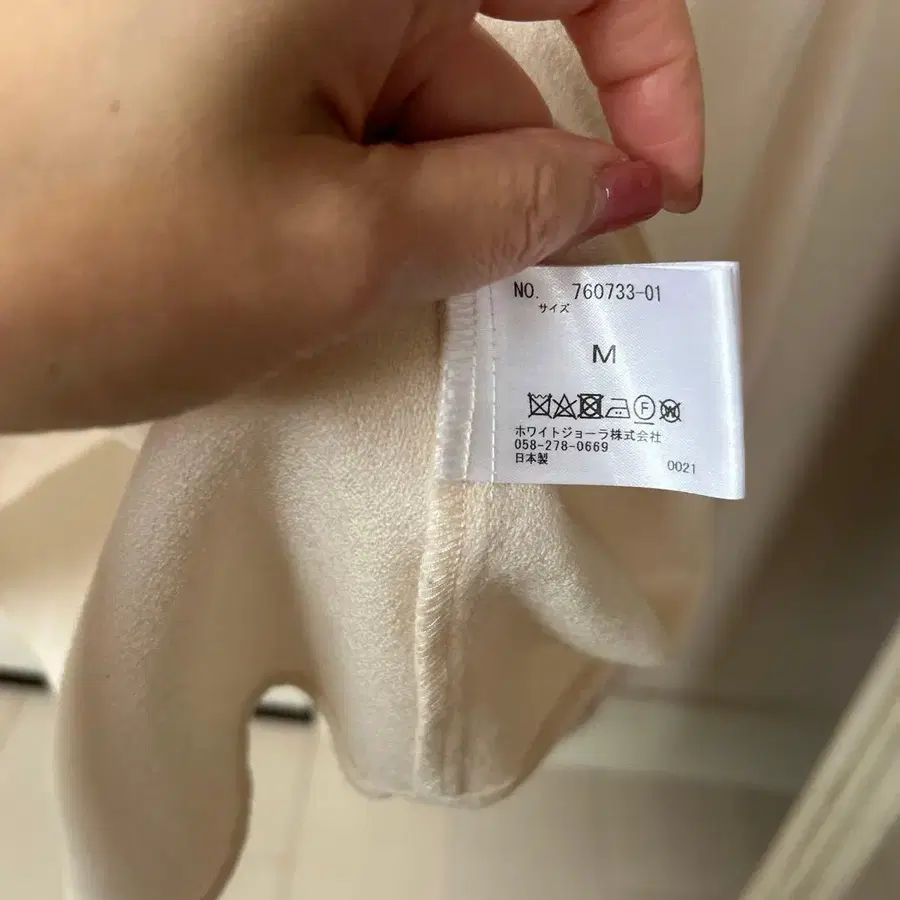 NO. 760733-01
サイズ
M
F W
ホワイトジョーラ株式会社
058-278-0669
日本製
0021